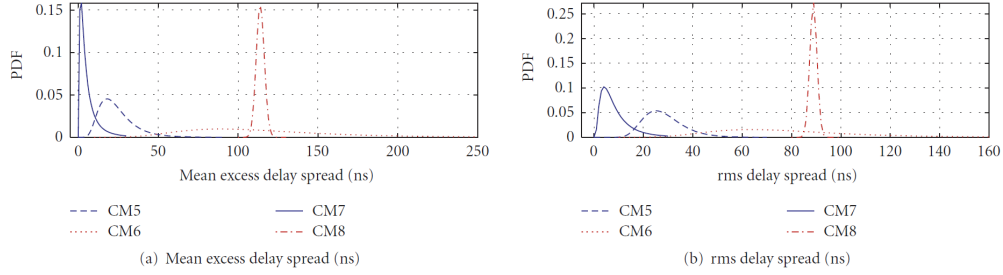 PDF
0.15
0.1
0.05
0
0 50 100 150 200 250
Mean excess delay spread (ns)
CM5 CM7
CM6 CM8
(a) Mean excess delay spread (ns)
PDF
0.25
0.2
0.15
0.1
0.05
0
0 20 40 60 80 100 120 140 160
rms delay spread (ns)
CM5 CM7
CM6 CM8
(b) rms delay spread (ns)